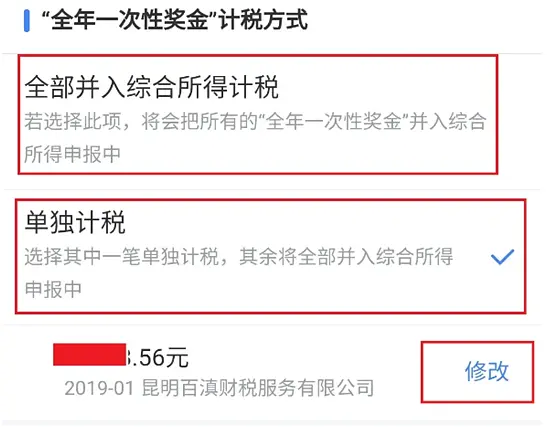 “全年一次性奖金”计税方式
全部并入综合所得计税
若选择此项，将会把所有的“全年一次性奖金”并入综合
所得申报中
单独计税
选择其中一笔单独计税，其余将全部并入综合所得
申报中
3.56元
2019-01 昆明百滇财税服务有限公司
修改